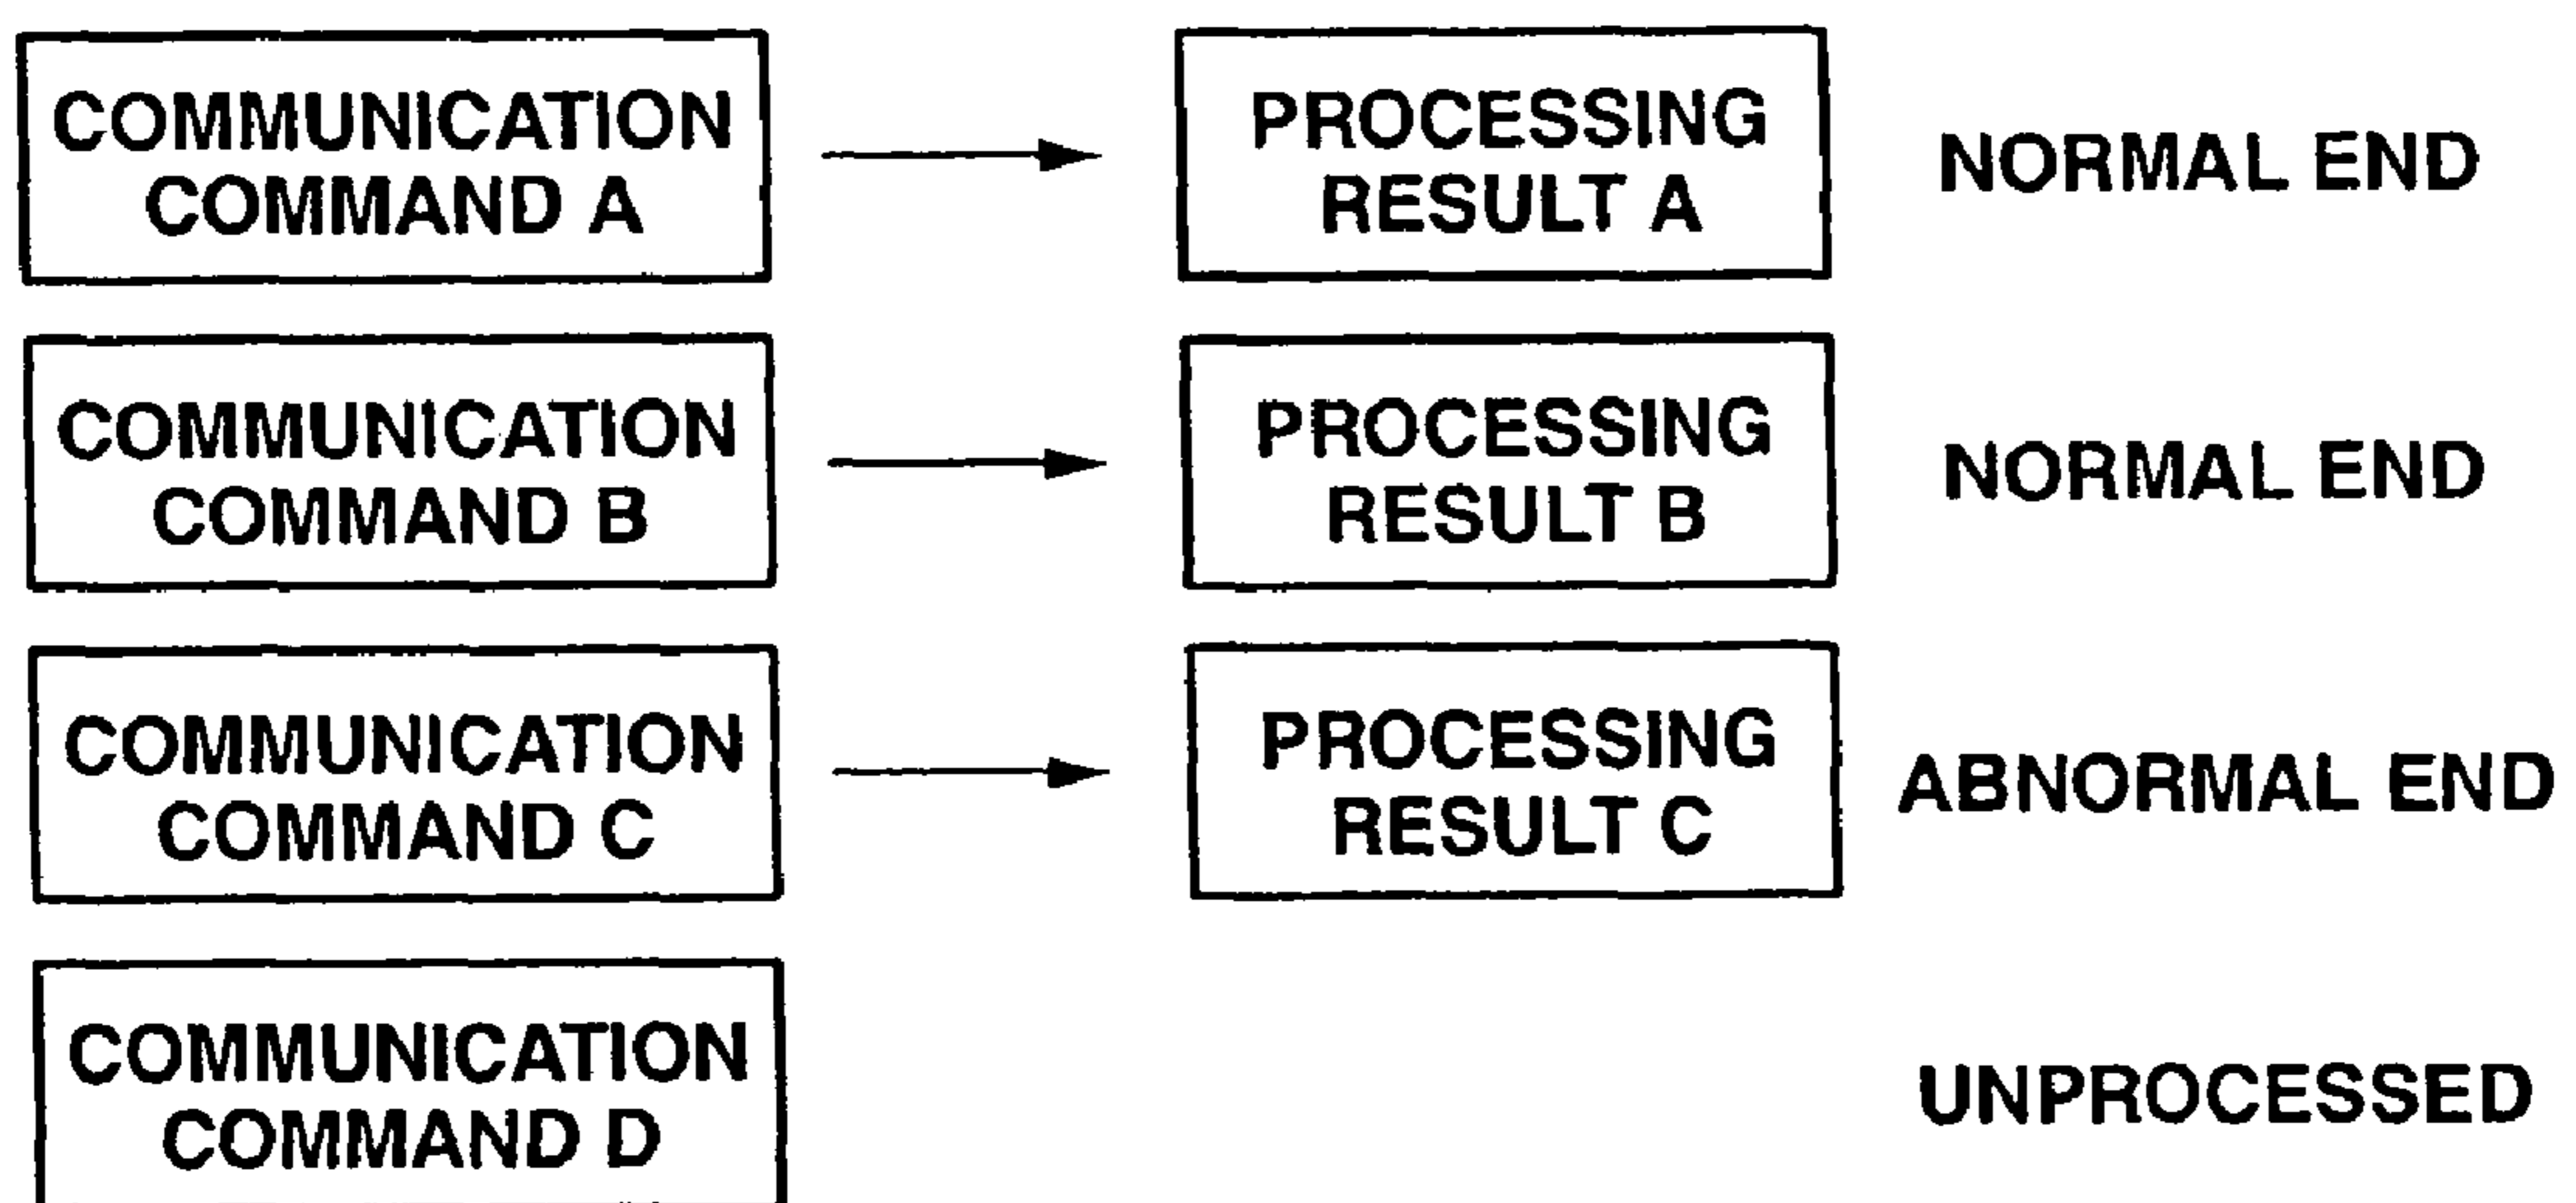 COMMUNICATION
COMMAND A
PROCESSING
RESULT A
NORMAL END
COMMUNICATION
COMMAND B
PROCESSING
RESULT B
NORMAL END
COMMUNICATION
COMMAND C
PROCESSING
RESULT C
ABNORMAL END
COMMUNICATION
COMMAND D
UNPROCESSED